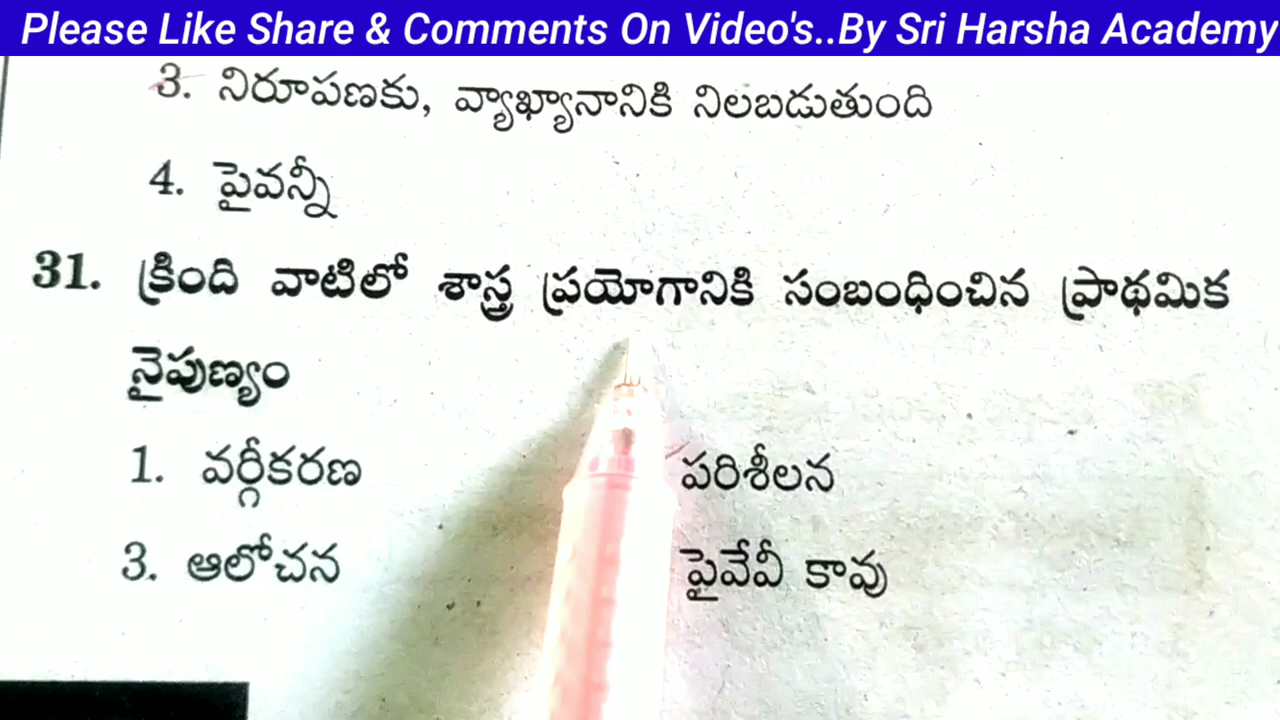 Please Like Share & Comments On Video's..By Sri Harsha Academy
3. నిరూపణకు, వ్యాఖ్యానానికి నిలబడుతుంది
4. పైవన్నీ
31. క్రింది వాటిలో శాస్త్ర ప్రయోగానికి సంబంధించిన ప్రాథమిక
నైపుణ్యం
1. వర్గీకరణ పరిశీలన
3. ఆలోచన పైవేవీ కావు